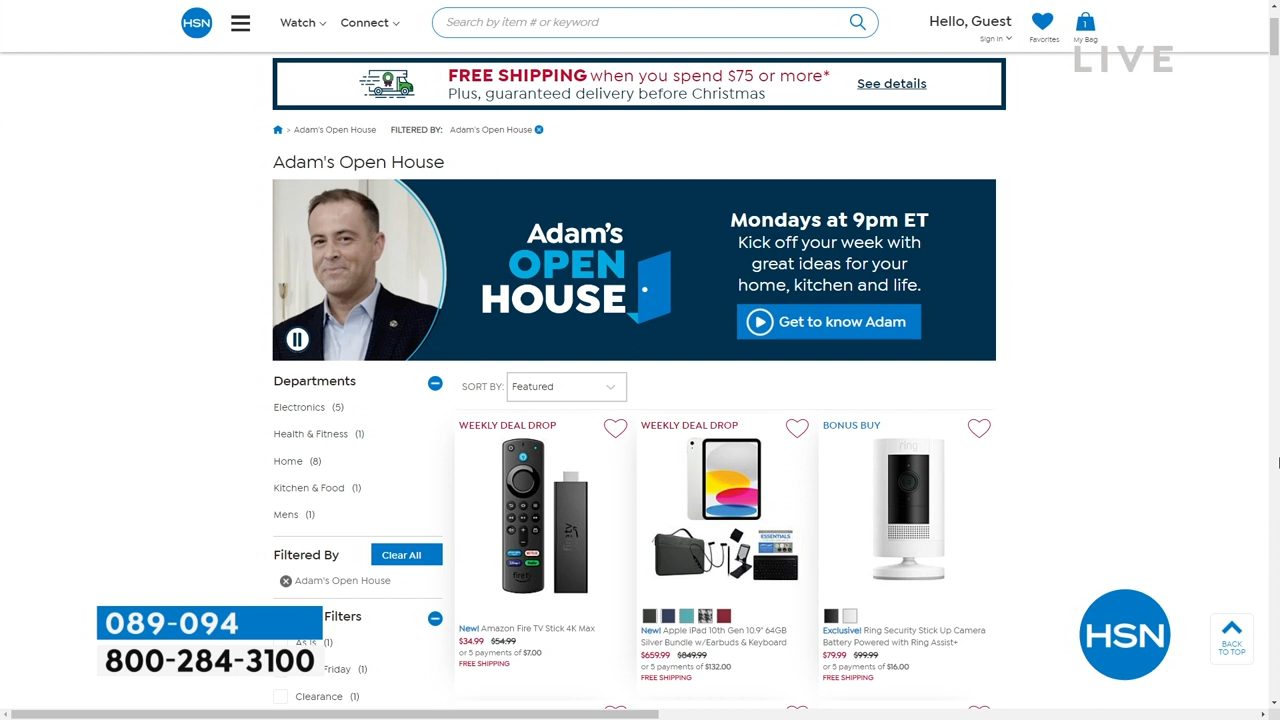 HSN
Watch
Connect
Search by item # or keyword
Hello, Guest
Sign In
Favorites
1
My Bag
LIVE
FREE SHIPPING when you spend $75 or more*
Plus, guaranteed delivery before Christmas
See details
> Adam's Open House
FILTERED BY: Adam's Open House
Adam's Open House
Adam's
OPEN
HOUSE
Mondays at 9pm ET
Kick off your week with
great ideas for your
home, kitchen and life.
Get to know Adam
Departments
Electronics (5)
Health & Fitness (1)
Home (8)
Kitchen & Food (1)
Mens (1)
Filtered By
Clear All
Adam's Open House
Filters
As Is (1)
Friday (1)
Clearance (1)
089-094
800-284-3100
SORT BY: Featured
WEEKLY DEAL DROP
fire tv
New! Amazon Fire TV Stick 4K Max
$34.99 $54.99
or 5 payments of $7.00
FREE SHIPPING
WEEKLY DEAL DROP
ESSENTIALS
New! Apple iPad 10th Gen 10.9" 64GB
Silver Bundle w/Earbuds & Keyboard
$659.99 $849.99
or 5 payments of $132.00
FREE SHIPPING
BONUS BUY
ring
Exclusive! Ring Security Stick Up Camera
Battery Powered with Ring Assist+
$79.99 $99.99
or 5 payments of $16.00
FREE SHIPPING
HSN
BACK
TO TOP